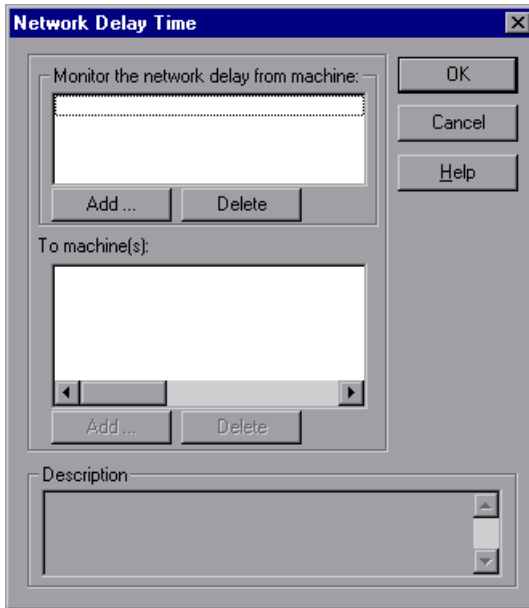 Network Delay Time
Monitor the network delay from machine:
OK
Cancel
Help
Add ...
Delete
To machine(s):
Add ...
Delete
Description